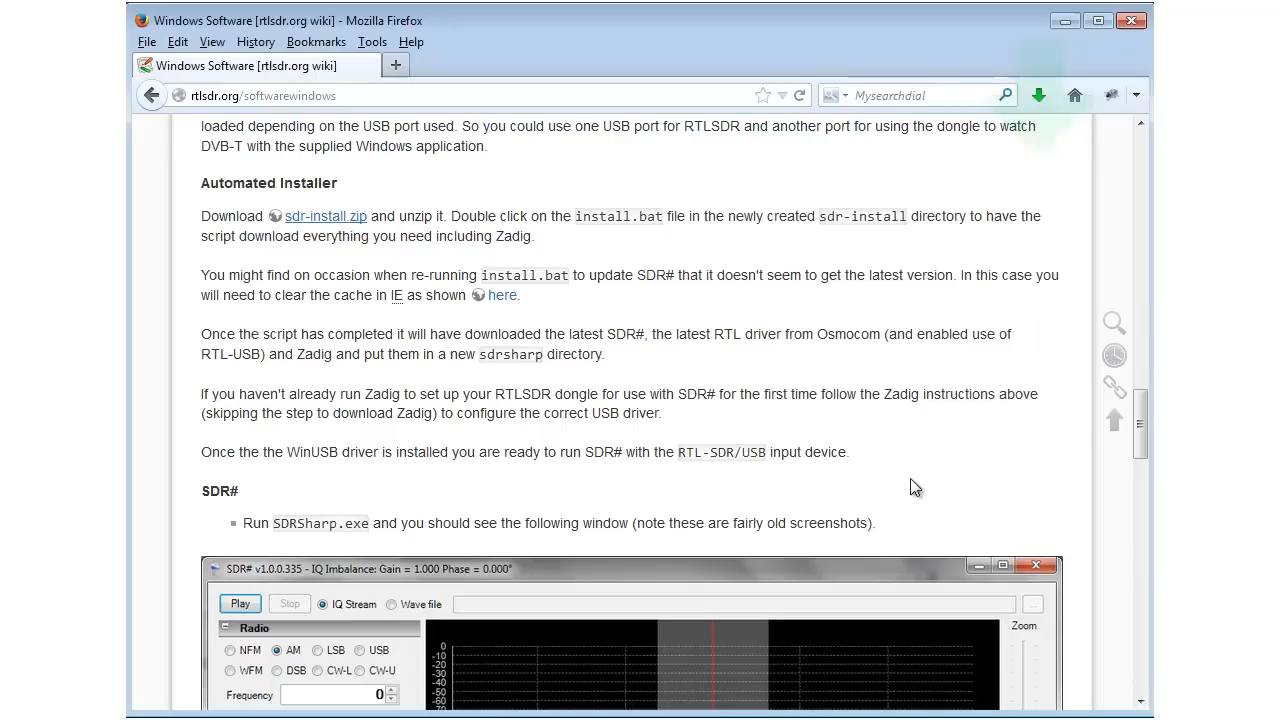 Windows Software [rtlsdr.org wiki] - Mozilla Firefox
File Edit View History Bookmarks Tools Help
Windows Software [rtlsdr.org wiki]
rtlsdr.org/softwarewindows
Mysearchdial
loaded depending on the USB port used. So you could use one USB port for RTLSDR and another port for using the dongle to watch
DVB-T with the supplied Windows application.
Automated Installer
Download sdr-install.zip and unzip it. Double click on the install.bat file in the newly created sdr-install directory to have the
script download everything you need including Zadig.
You might find on occasion when re-running install.bat to update SDR# that it doesn't seem to get the latest version. In this case you
will need to clear the cache in IE as shown here.
Once the script has completed it will have downloaded the latest SDR#, the latest RTL driver from Osmocom (and enabled use of
RTL-USB) and Zadig and put them in a new sdrsharp directory.
If you haven't already run Zadig to set up your RTLSDR dongle for use with SDR# for the first time follow the Zadig instructions above
(skipping the step to download Zadig) to configure the correct USB driver.
Once the the WinUSB driver is installed you are ready to run SDR# with the RTL-SDR/USB input device.
SDR#
Run SDRSharp.exe and you should see the following window (note these are fairly old screenshots).
SDR# v1.0.0.335 - IQ Imbalance: Gain = 1.000 Phase = 0.000°
Play Stop IQ Stream Wave file ...
Radio
Zoom
NFM AM LSB USB
WFM DSB CW-L CW-U
Frequency 0
0
-10
-20
-30
-40
-50
-60